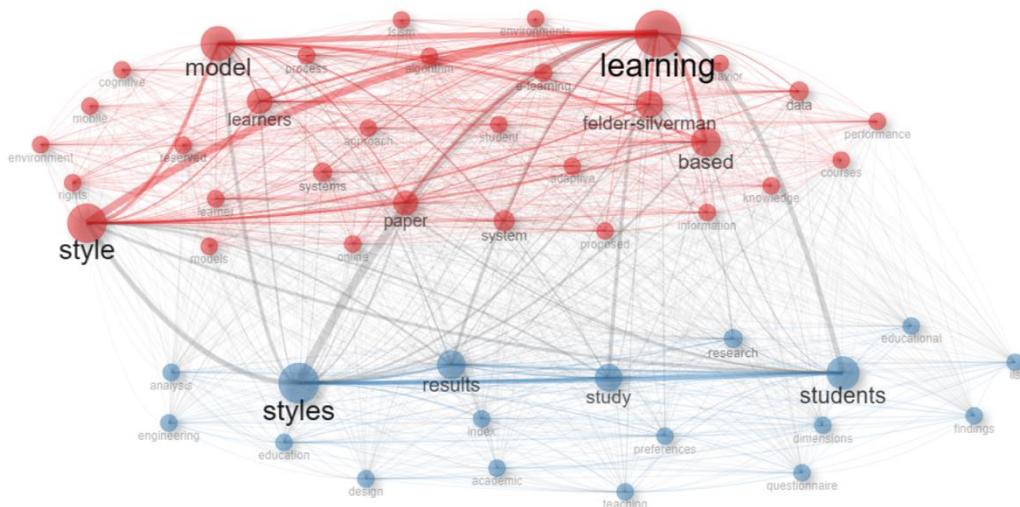 fslsm
environments
model
learning
process
algorithm
cognitive
e-learning
behavior
data
mobile
learners
felder-silverman
environment
reserved
approach
student
based
performance
rights
systems
adaptive
courses
learner
paper
knowledge
style
models
online
system
proposed
information
research
educational
analysis
styles
results
study
students
engineering
education
index
preferences
dimensions
findings
design
academic
teaching
questionnaire